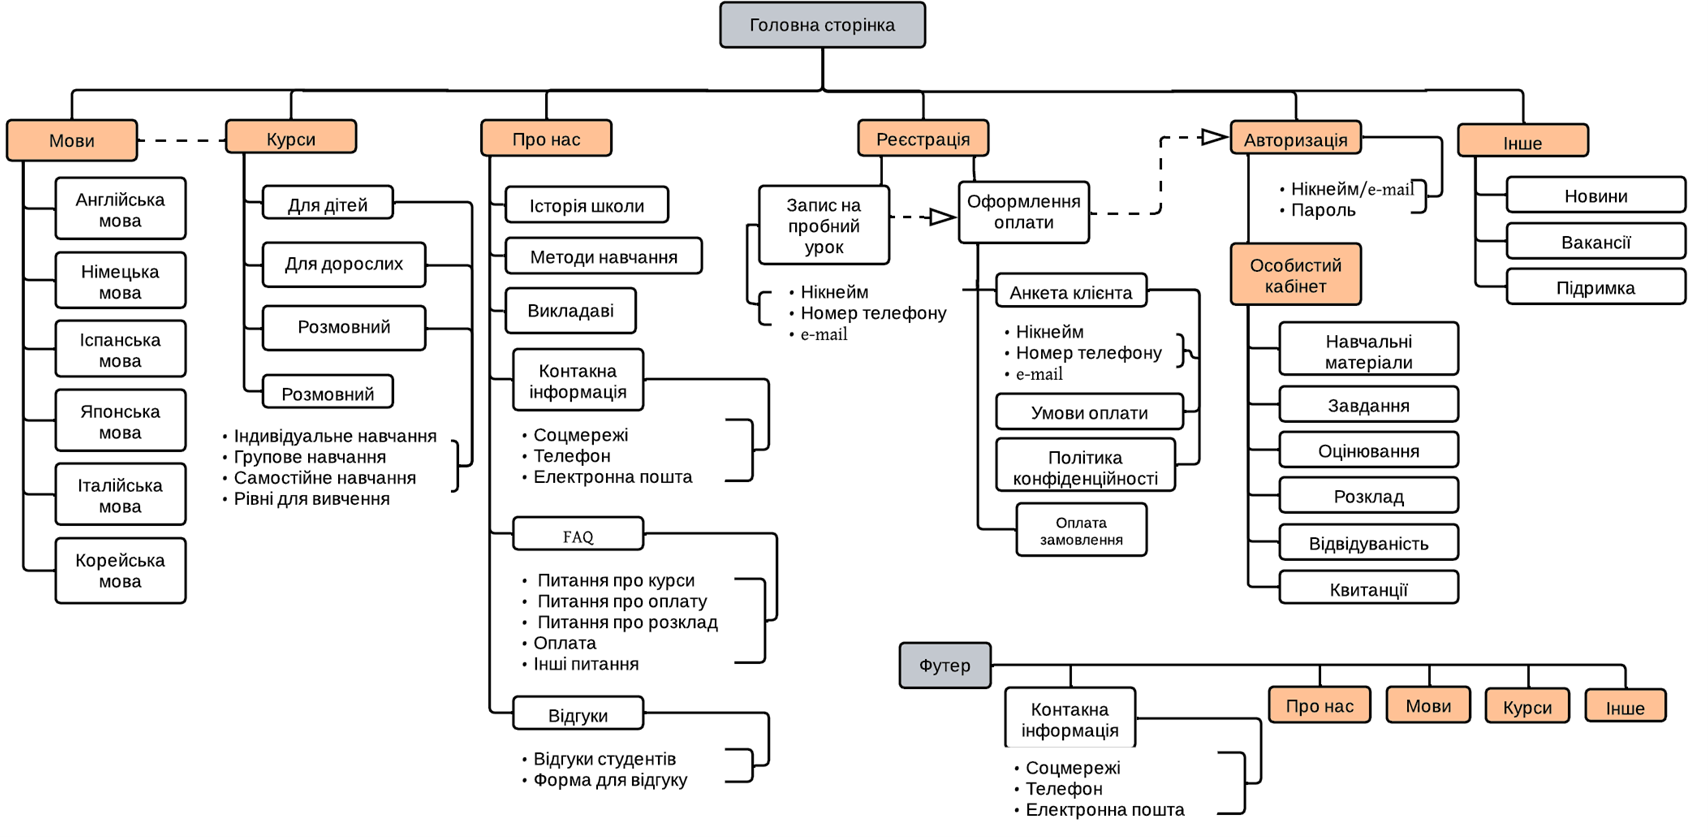 Головна сторінка
Мови
Курси
Про нас
Реєстрація
Авторизація
Інше
Англійська
мова
Німецька
мова
Іспанська
мова
Японська
мова
Італійська
мова
Корейська
мова
Для дітей
Для дорослих
Розмовний
Розмовний
• Індивідуальне навчання
• Групове навчання
• Самостійне навчання
• Рівні для вивчення
Історія школи
Методи навчання
Викладаві
Контакна
інформація
• Соцмережі
• Телефон
• Електронна пошта
FAQ
• Питання про курси
• Питання про оплату
• Питання про розклад
• Оплата
• Інші питання
Відгуки
• Відгуки студентів
• Форма для відгуку
Запис на
пробний
урок
• Нікнейм
• Номер телефону
• e-mail
Оформлення
оплати
Анкета клієнта
• Нікнейм
• Номер телефону
• e-mail
Умови оплати
Політика
конфіденційності
Оплата
замовлення
• Нікнейм/e-mail
• Пароль
Особистий
кабінет
Навчальні
матеріали
Завдання
Оцінювання
Розклад
Відвідуваність
Квитанції
Новини
Вакансії
Підримка
Футер
Контакна
інформація
• Соцмережі
• Телефон
• Електронна пошта
Про нас
Мови
Курси
Інше